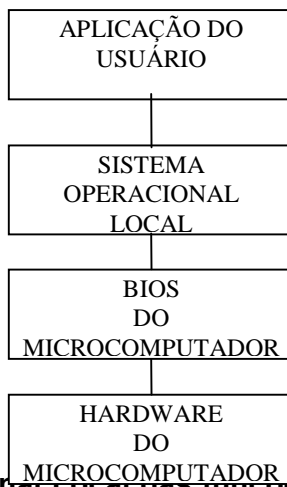 APLICAÇÃO DO
USUÁRIO
SISTEMA
OPERACIONAL
LOCAL
BIOS
DO
MICROCOMPUTADOR
HARDWARE
DO
MICROCOMPUTADOR